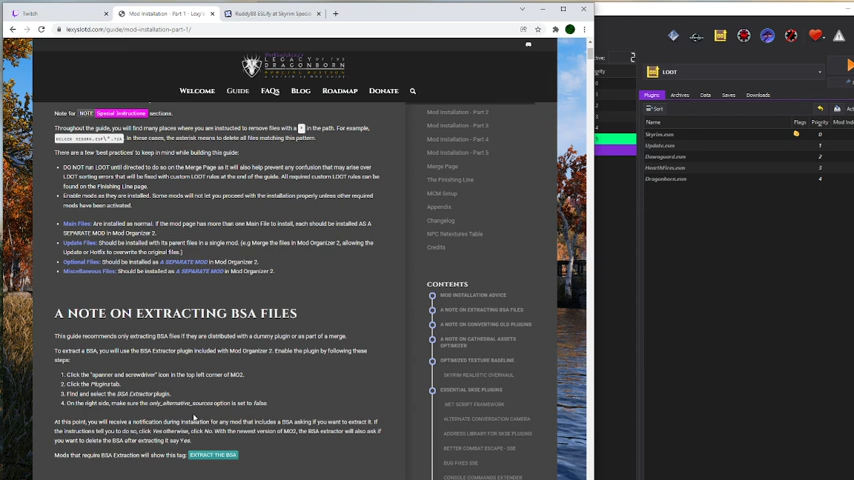 Twitch
Mod Installation - Part 1 - Lexy's
Ruddy88 ESLify at Skyrim Special
lexyslotd.com/guide/mod-installation-part-1/
LEGACY OF THE
DRAGONBORN
WELCOME GUIDE FAQS BLOG ROADMAP DONATE
Note for NOTE Special Instructions sections.
Throughout the guide, you will find many places where you are instructed to remove files with a * in the path. For example,
in these cases, the asterisk means to delete all files matching this pattern.
There are a few 'best practices' to keep in mind while building this guide:
DO NOT run LOOT until directed to do so on the Merge Page as it will also help prevent any confusion that may arise over
LOOT sorting errors that will be fixed with custom LOOT rules at the end of the guide. All required custom LOOT rules can be
found on the Finishing Line page.
Enable mods as they are installed. Some mods will not let you proceed with the installation properly unless other required
mods have been activated.
Main Files: Are installed as normal. If the mod page has more than one Main File to install, each should be installed AS A
SEPARATE MOD in Mod Organizer 2.
Update Files: Should be installed with its parent files in a single mod. (e.g Merge the files in Mod Organizer 2, allowing the
Update or Hotfix to overwrite the original files.)
Optional Files: Should be installed as A SEPARATE MOD in Mod Organizer 2.
Miscellaneous Files: Should be installed as A SEPARATE MOD in Mod Organizer 2.
A NOTE ON EXTRACTING BSA FILES
This guide recommends only extracting BSA files if they are distributed with a dummy plugin or as part of a merge.
To extract a BSA, you will use the BSA Extractor plugin included with Mod Organizer 2. Enable the plugin by following these
steps:
1. Click the "spanner and screwdriver" icon in the top left corner of MO2.
2. Click the Plugins tab.
3. Find and select the BSA Extractor plugin.
4. On the right side, make sure the only_alternative_sources option is set to false.
At this point, you will receive a notification during installation for any mod that includes a BSA asking if you want to extract it. If
the instructions tell you to do so, click Yes otherwise, click No. With the newest version of MO2, the BSA extractor will also ask if
you want to delete the BSA after extracting it say Yes.
Mods that require BSA Extraction will show this tag: EXTRACT THE BSA
Mod Installation - Part 2
Mod Installation - Part 3
Mod Installation - Part 4
Mod Installation - Part 5
Merge Page
The Finishing Line
MCM Setup
Appendix
Changelog
NPC Retextures Table
Credits
CONTENTS
MOD INSTALLATION ADVICE
A NOTE ON EXTRACTING BSA FILES
A NOTE ON CONVERTING OLD PLUGINS
A NOTE ON CATHEDRAL ASSETS
OPTIMIZER
OPTIMIZED TEXTURE BASELINE
SKYRIM REALISTIC OVERHAUL
ESSENTIAL SKSE PLUGINS
.NET SCRIPT FRAMEWORK
ALTERNATE CONVERSATION CAMERA
ADDRESS LIBRARY FOR SKSE PLUGINS
COMBAT BATTLE ESCAPE - SSE
BUG FIXES SSE
CONSOLE COMMANDS EXTENDER
LOOT
Plugins Archives Data Saves Downloads
Sort
Name Flags Priority Mod Ind
Skyrim.esm 0
Update.esm 1
Dawnguard.esm 2
HearthFires.esm 3
Dragonborn.esm 4